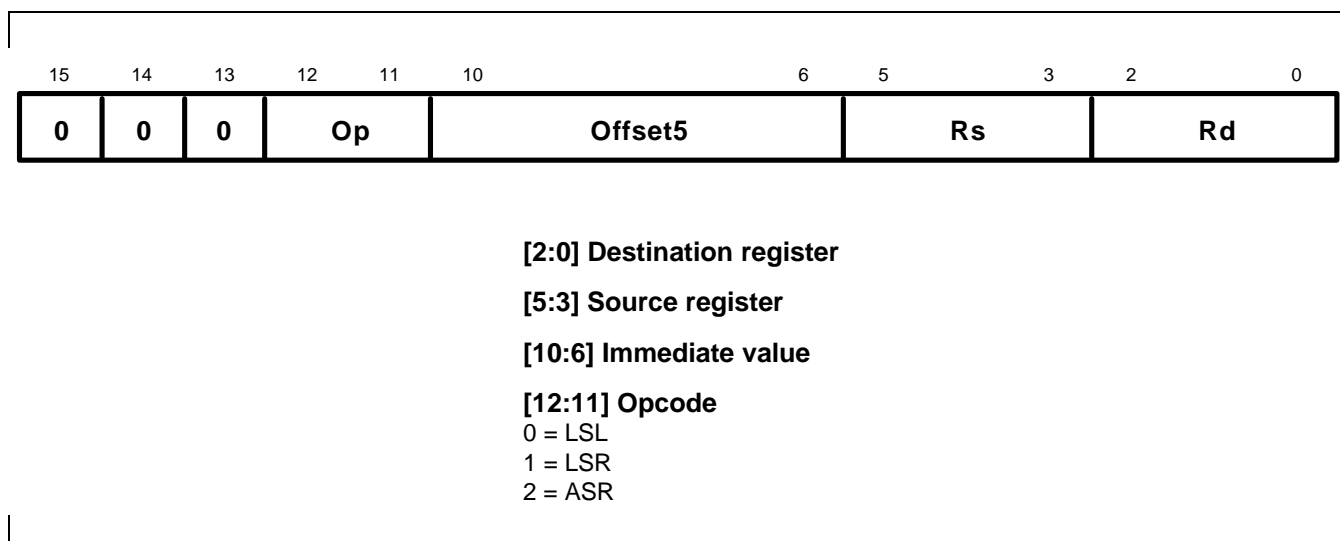 15 14 13 12 11 10 6 5 3 2 0
0 0 0 Op Offset5 Rs Rd
[2:0] Destination register
[5:3] Source register
[10:6] Immediate value
[12:11] Opcode
0 = LSL
1 = LSR
2 = ASR